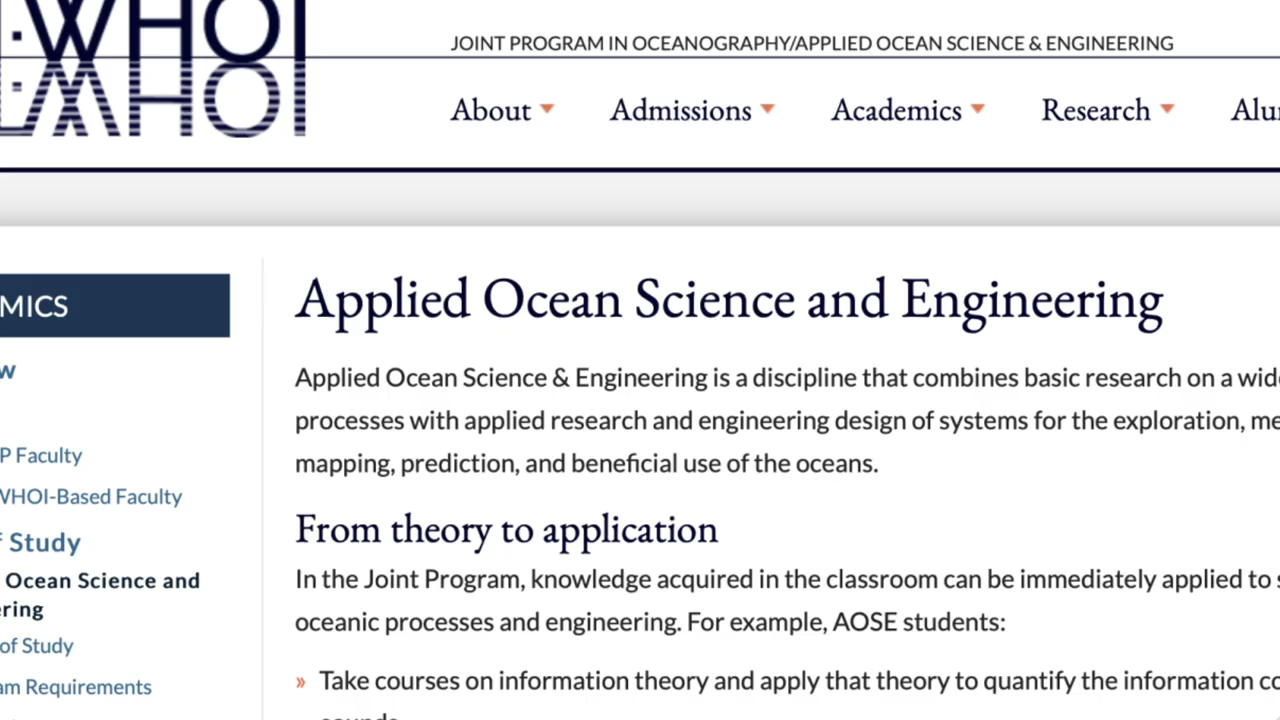 WHOI
JOINT PROGRAM IN OCEANOGRAPHY/APPLIED OCEAN SCIENCE & ENGINEERING
About Admissions Academics Research
MICS
Applied Ocean Science and Engineering
Applied Ocean Science & Engineering is a discipline that combines basic research on a
processes with applied research and engineering design of systems for the exploration,
mapping, prediction, and beneficial use of the oceans.
P Faculty
WHOI-Based Faculty
Study
Ocean Science and
ering
of Study
am Requirements
From theory to application
In the Joint Program, knowledge acquired in the classroom can be immediately applied to
oceanic processes and engineering. For example, AOSE students:
» Take courses on information theory and apply that theory to quantify the information